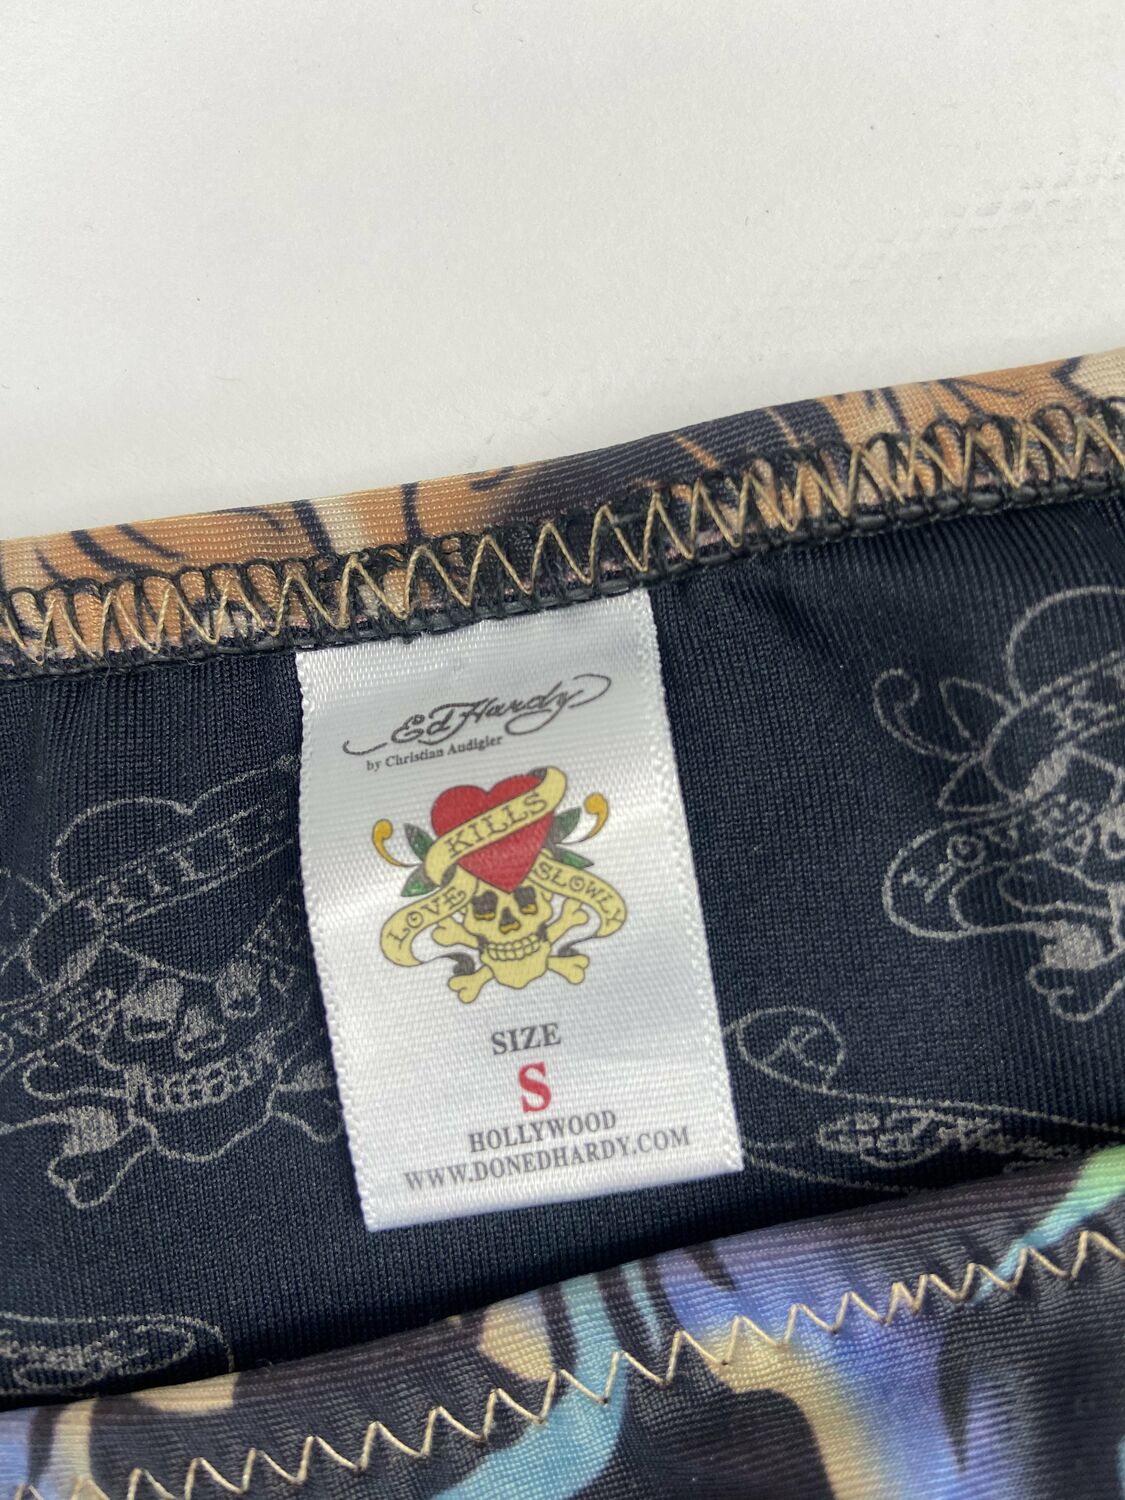 Ed Hardy
by Christian Audigier
KILLS
LOVE SLOWLY
SIZE
S
HOLLYWOOD
WWW.DONEDHARDY.COM